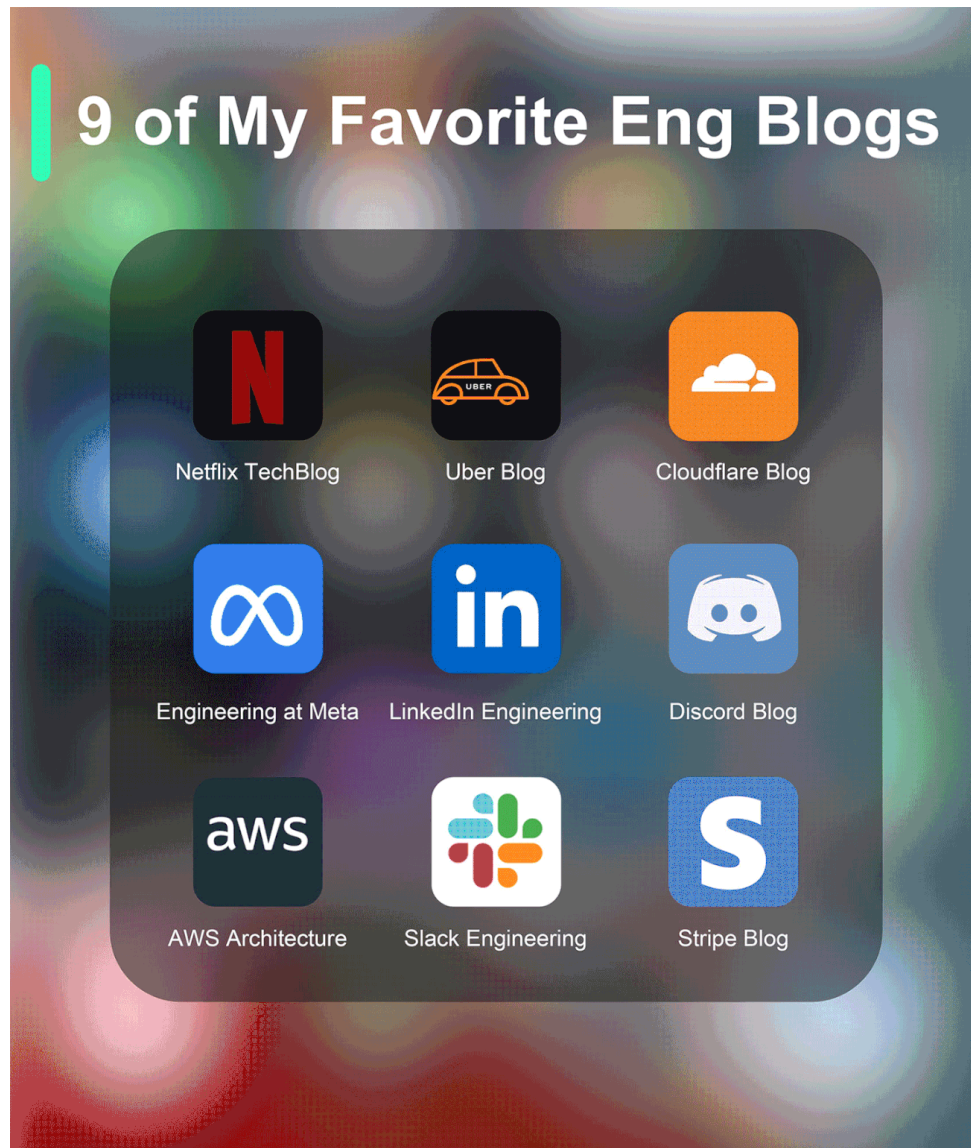 9 of My Favorite Eng Blogs
N
UBER
Netflix TechBlog
Uber Blog
Cloudflare Blog
in
Engineering at Meta
LinkedIn Engineering
Discord Blog
aws
S
AWS Architecture
Slack Engineering
Stripe Blog